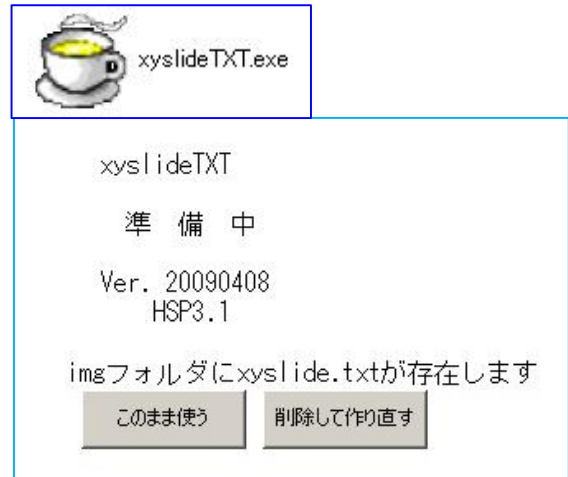 xyslideTXT.exe
xyslideTXT
準 備 中
Ver. 20090408
HSP3.1
imgフォルダにxyslide.txtが存在します
このまま使う 削除して作り直す